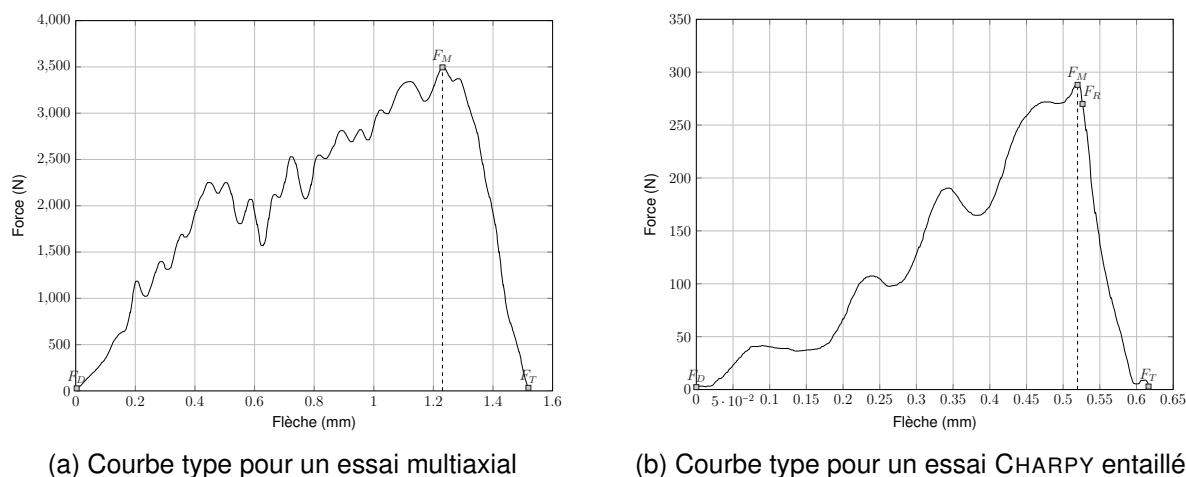 4,000
3,500
3,000
2,500
2,000
1,500
1,000
500
0
Force (N)
F_M
F_D
F_T
0 0.2 0.4 0.6 0.8 1 1.2 1.4 1.6
Flèche (mm)
(a) Courbe type pour un essai multiaxial
350
300
250
200
150
100
50
0
Force (N)
F_M
F_R
F_D
F_T
0 5 · 10⁻² 0.1 0.15 0.2 0.25 0.3 0.35 0.4 0.45 0.5 0.55 0.6 0.65
Flèche (mm)
(b) Courbe type pour un essai CHARPY entaillé